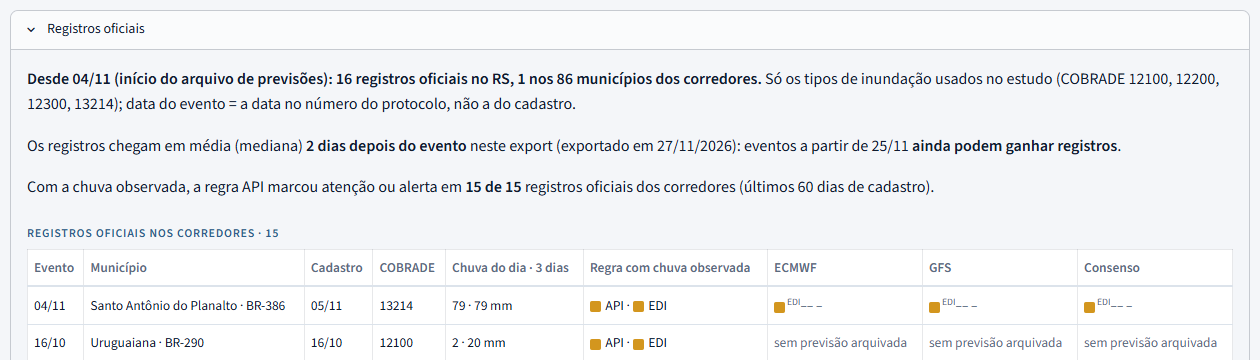 Registros oficiais
Desde 04/11 (início do arquivo de previsões): 16 registros oficiais no RS, 1 nos 86 municípios dos corredores. Só os tipos de inundação usados no estudo (COBRADE 12100, 12200,
12300, 13214); data do evento = a data no número do protocolo, não a do cadastro.
Os registros chegam em média (mediana) 2 dias depois do evento neste export (exportado em 27/11/2026): eventos a partir de 25/11 ainda podem ganhar registros.
Com a chuva observada, a regra API marcou atenção ou alerta em 15 de 15 registros oficiais dos corredores (últimos 60 dias de cadastro).
REGISTROS OFICIAIS NOS CORREDORES · 15
Evento Município Cadastro COBRADE Chuva do dia · 3 dias Regra com chuva observada ECMWF GFS Consenso
04/11 Santo Antônio do Planalto · BR-386 05/11 13214 79 · 79 mm API · EDI EDI– – – EDI– – – EDI– – –
16/10 Uruguaiana · BR-290 16/10 12100 2 · 20 mm API · EDI sem previsão arquivada sem previsão arquivada sem previsão arquivada